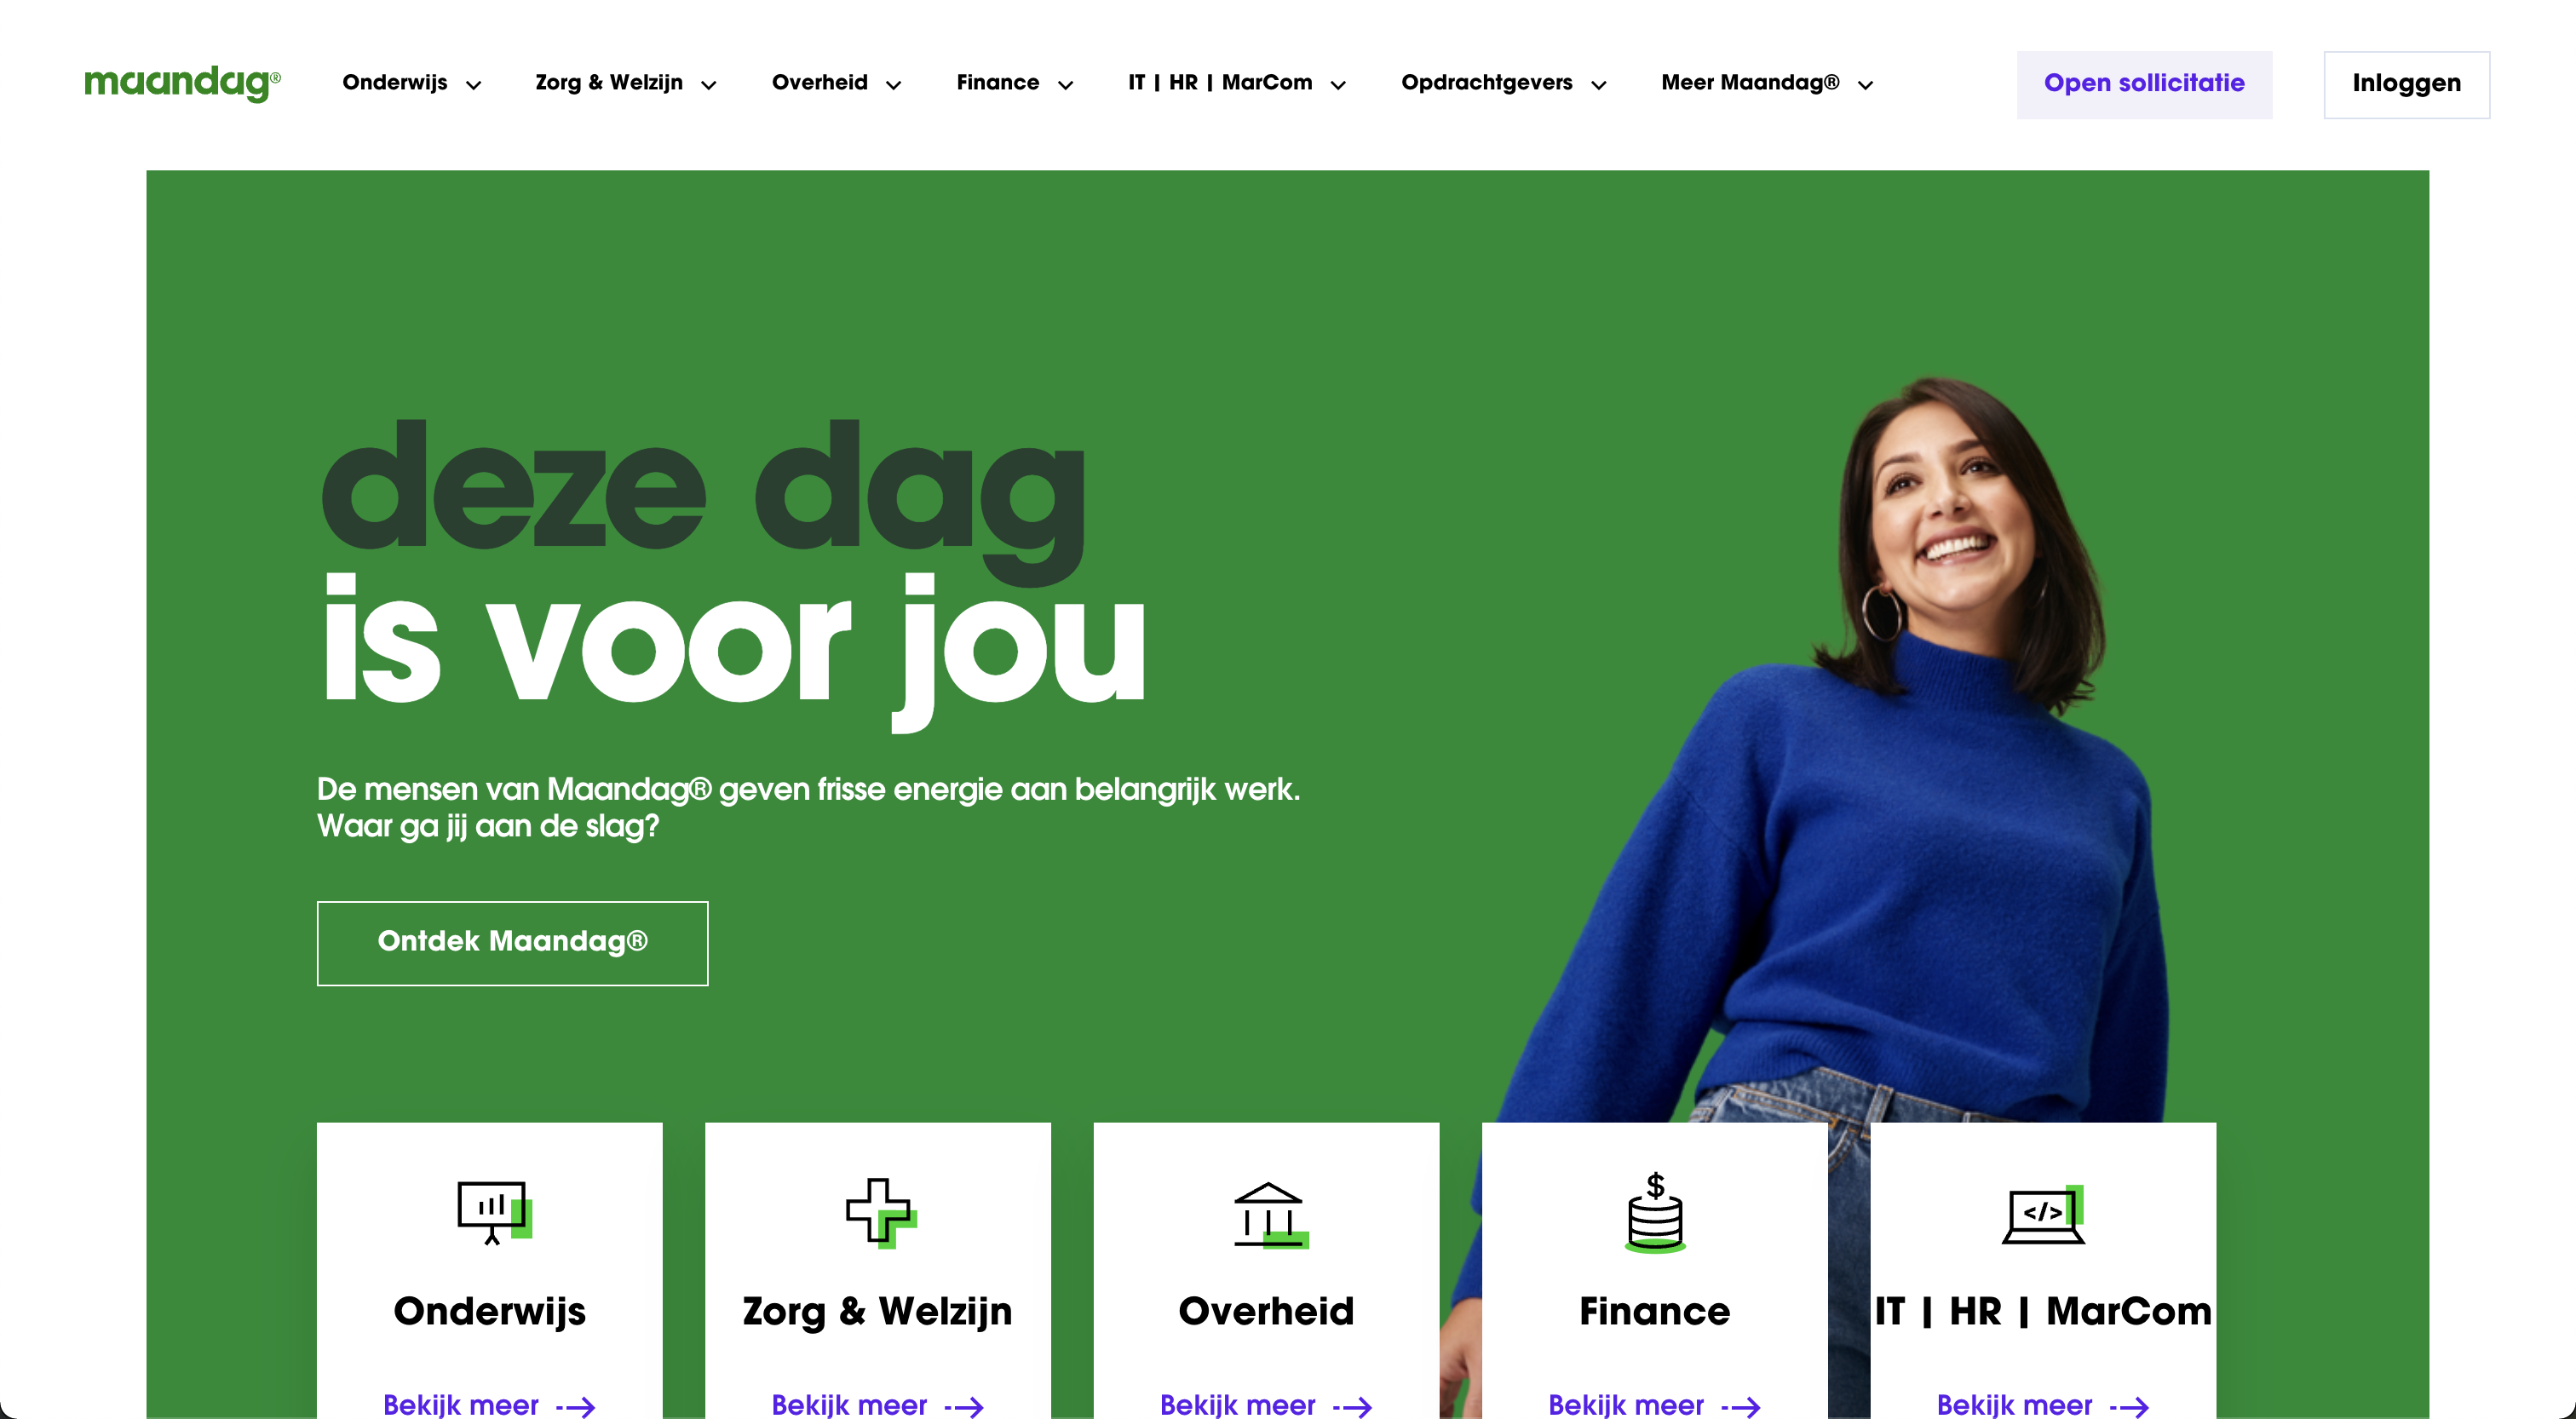 maandag®
Onderwijs
Zorg & Welzijn
Overheid
Finance
IT | HR | MarCom
Opdrachtgevers
Meer Maandag®
Open sollicitatie
Inloggen
deze dag
is voor jou
De mensen van Maandag® geven frisse energie aan belangrijk werk.
Waar ga jij aan de slag?
Ontdek Maandag®
$
</>
Onderwijs
Zorg & Welzijn
Overheid
Finance
IT | HR | MarCom
Bekijk meer
Bekijk meer
Bekijk meer
Bekijk meer
Bekijk meer